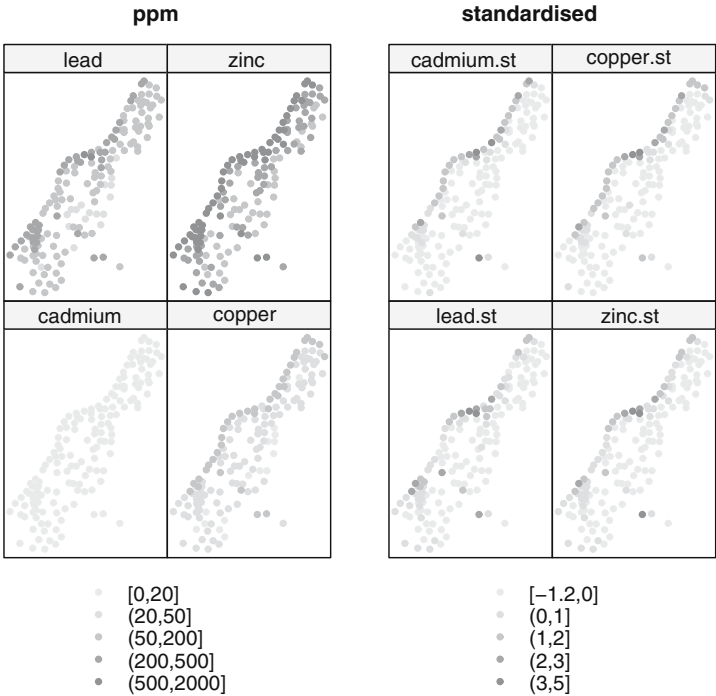 ppm
standardised
lead
zinc
cadmium.st
copper.st
cadmium
copper
lead.st
zinc.st
[0,20]
(20,50]
(50,200]
(200,500]
(500,2000]
[−1.2,0]
(0,1]
(1,2]
(2,3]
(3,5]